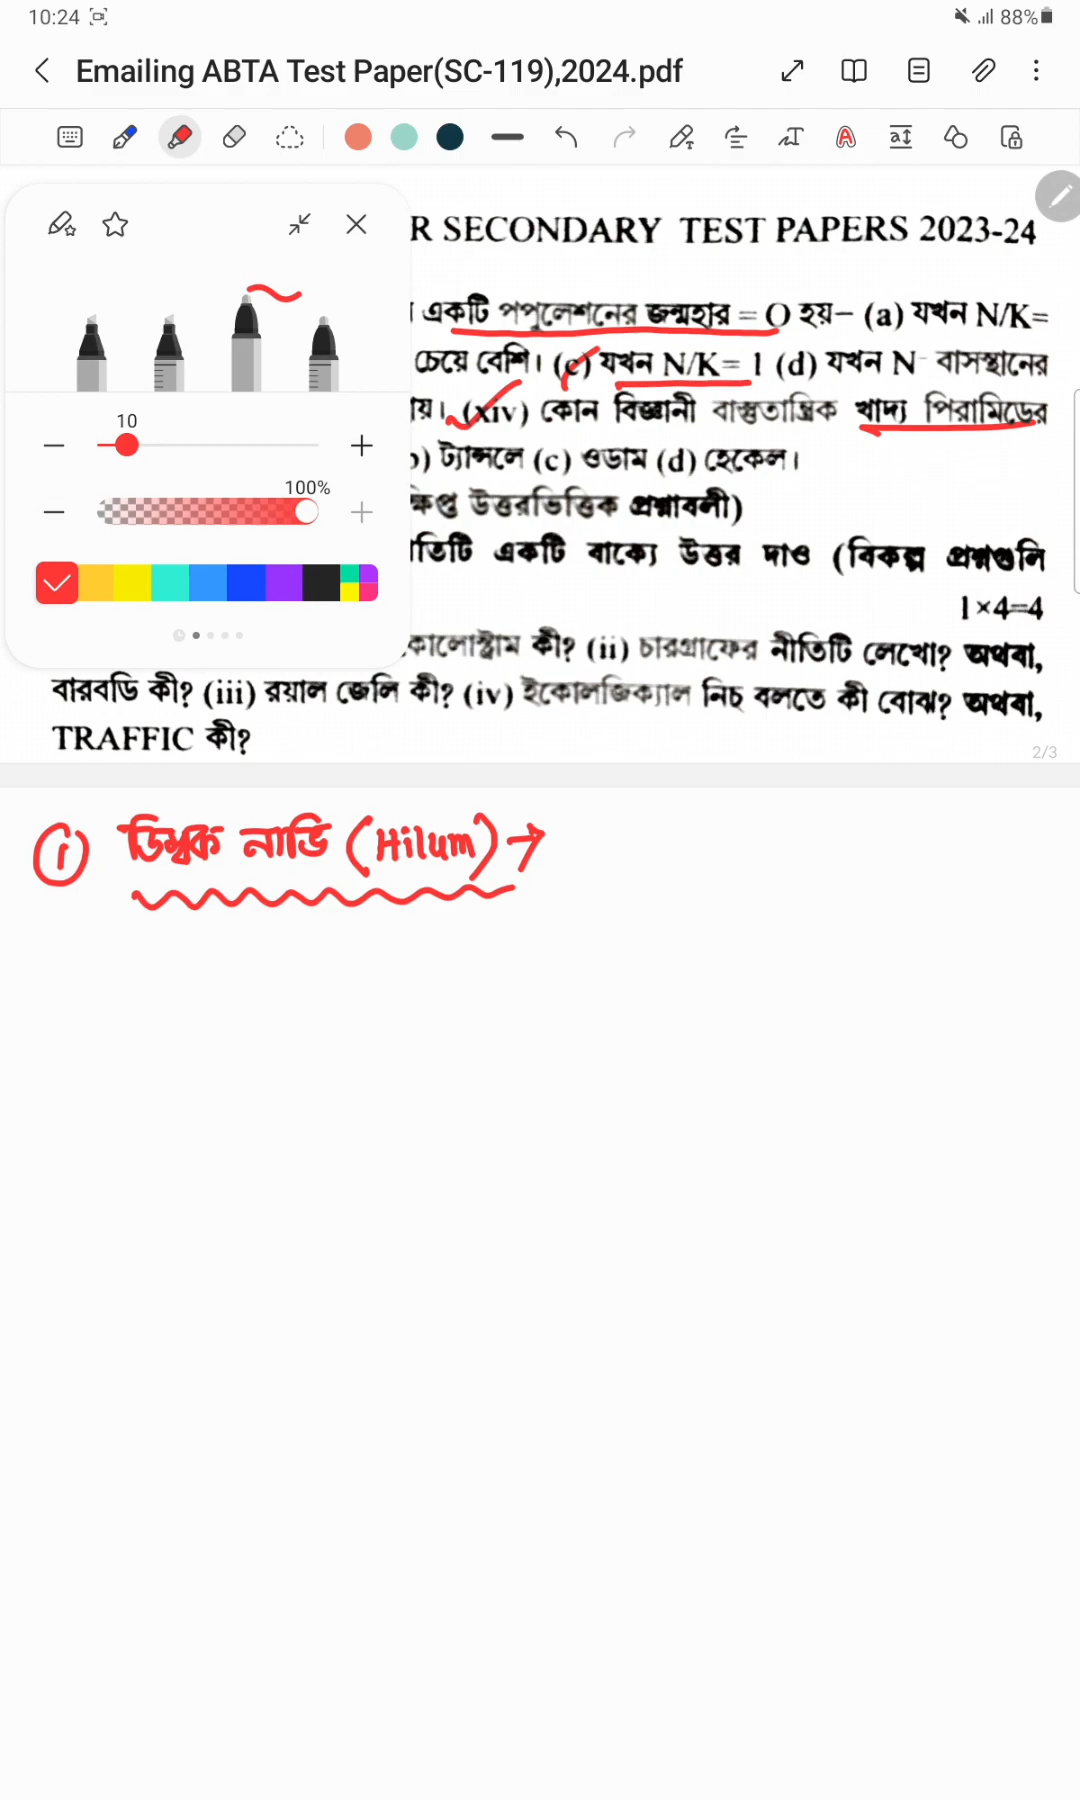 10:24
88%
Emailing ABTA Test Paper(SC-119),2024.pdf
R SECONDARY TEST PAPERS 2023-24
একটি পপুলেশনের জন্মহার = O হয়– (a) যখন N/K=
চেয়ে বেশি। (c) যখন N/K= 1 (d) যখন N⁻ বাসস্থানের
য়। (xiv) কোন বিজ্ঞানী বাস্তুতান্ত্রিক খাদ্য পিরামিডের
10
) ট্যান্সলে (c) ওডাম (d) হেকেল।
100%
ক্ষিপ্ত উত্তরভিত্তিক প্রশ্নাবলী)
তিটি একটি বাক্যে উত্তর দাও (বিকল্প প্রশ্নগুলি
1×4=4
কোলোস্ট্রাম কী? (ii) চারগ্রাফের নীতিটি লেখো? অথবা,
বারবডি কী? (iii) রয়াল জেলি কী? (iv) ইকোলজিক্যাল নিচ বলতে কী বোঝ? অথবা,
TRAFFIC কী?
2/3
① ডিম্বক নাভি (Hilum) →